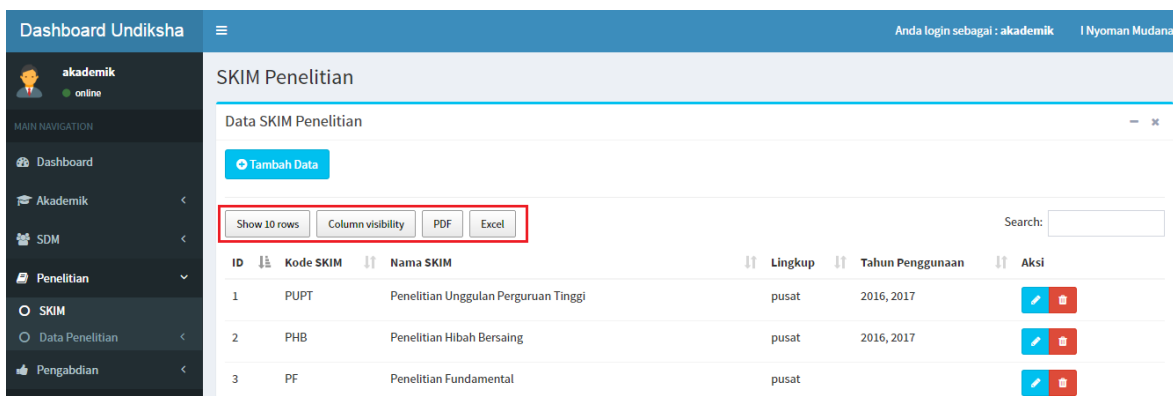 Dashboard Undiksha
Anda login sebagai : akademik I Nyoman Mudana
akademik
online
MAIN NAVIGATION
Dashboard
Akademik
SDM
Penelitian
SKIM
Data Penelitian
Pengabdian
SKIM Penelitian
Data SKIM Penelitian
Tambah Data
Show 10 rows Column visibility PDF Excel Search:
ID Kode SKIM Nama SKIM Lingkup Tahun Penggunaan Aksi
1 PUPT Penelitian Unggulan Perguruan Tinggi pusat 2016, 2017
2 PHB Penelitian Hibah Bersaing pusat 2016, 2017
3 PF Penelitian Fundamental pusat